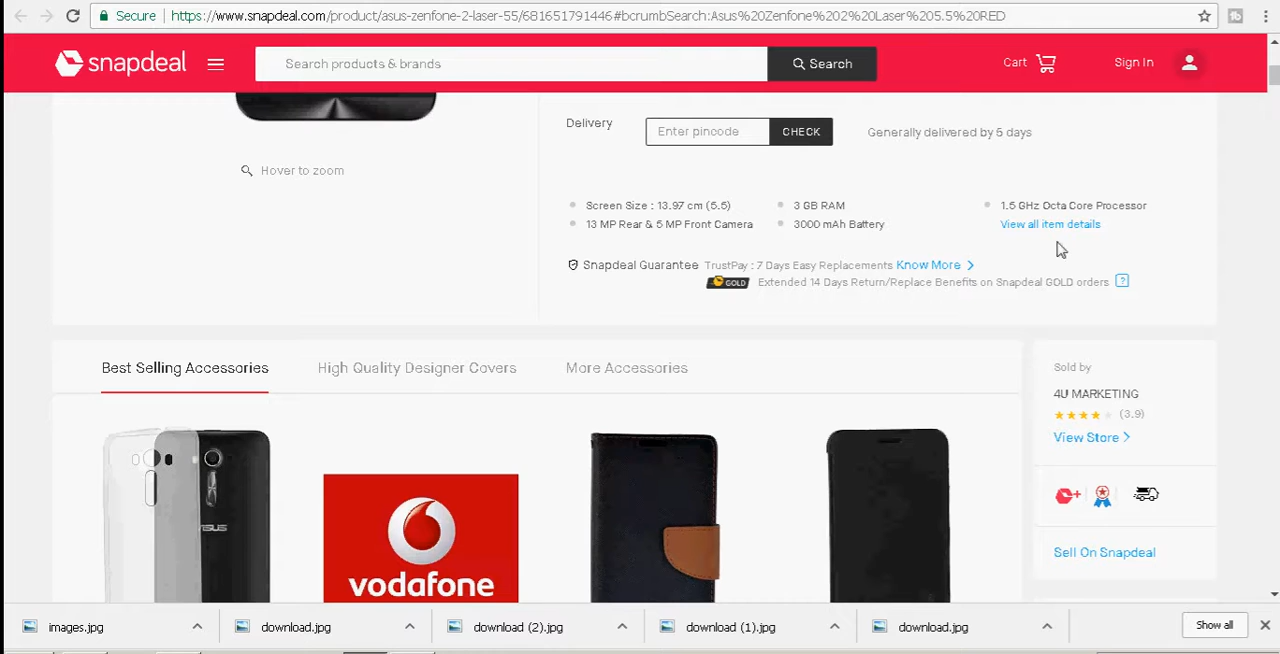 Secure https://www.snapdeal.com/product/asus-zenfone-2-laser-55/681651791446#bcrumbSearch:Asus%20Zenfone%202%20Laser%205.5%20RED
snapdeal Search products & brands Search Cart Sign In
Delivery Enter pincode CHECK Generally delivered by 5 days
Hover to zoom
Screen Size : 13.97 cm (5.5) 3 GB RAM 1.5 GHz Octa Core Processor
13 MP Rear & 5 MP Front Camera 3000 mAh Battery View all item details
Snapdeal Guarantee TrustPay : 7 Days Easy Replacements Know More >
GOLD Extended 14 Days Return/Replace Benefits on Snapdeal GOLD orders ?
Best Selling Accessories High Quality Designer Covers More Accessories
Sold by
4U MARKETING
(3.9)
View Store >
ASUS
vodafone
Sell On Snapdeal
images.jpg download.jpg download (2).jpg download (1).jpg download.jpg Show all